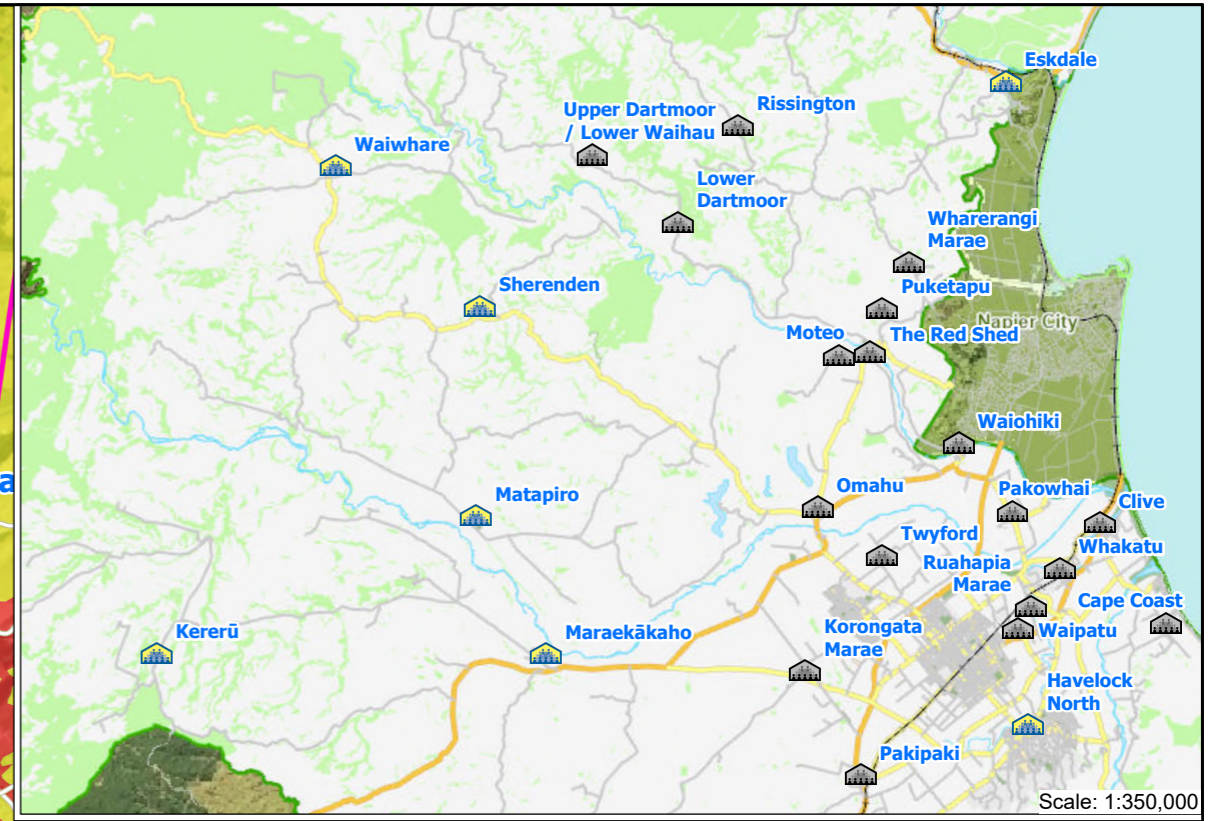 Eskdale
Upper Dartmoor
/ Lower Waihau
Rissington
Waiwhare
Lower
Dartmoor
Wharerangi
Marae
Sherenden
Puketapu
Napier City
Moteo
The Red Shed
Waiohiki
a
Matapiro
Omahu
Pakowhai
Clive
Twyford
Whakatu
Ruahapia
Marae
Cape Coast
Kererū
Maraekākaho
Korongata
Marae
Waipatu
Havelock
North
Pakipaki
Scale: 1:350,000